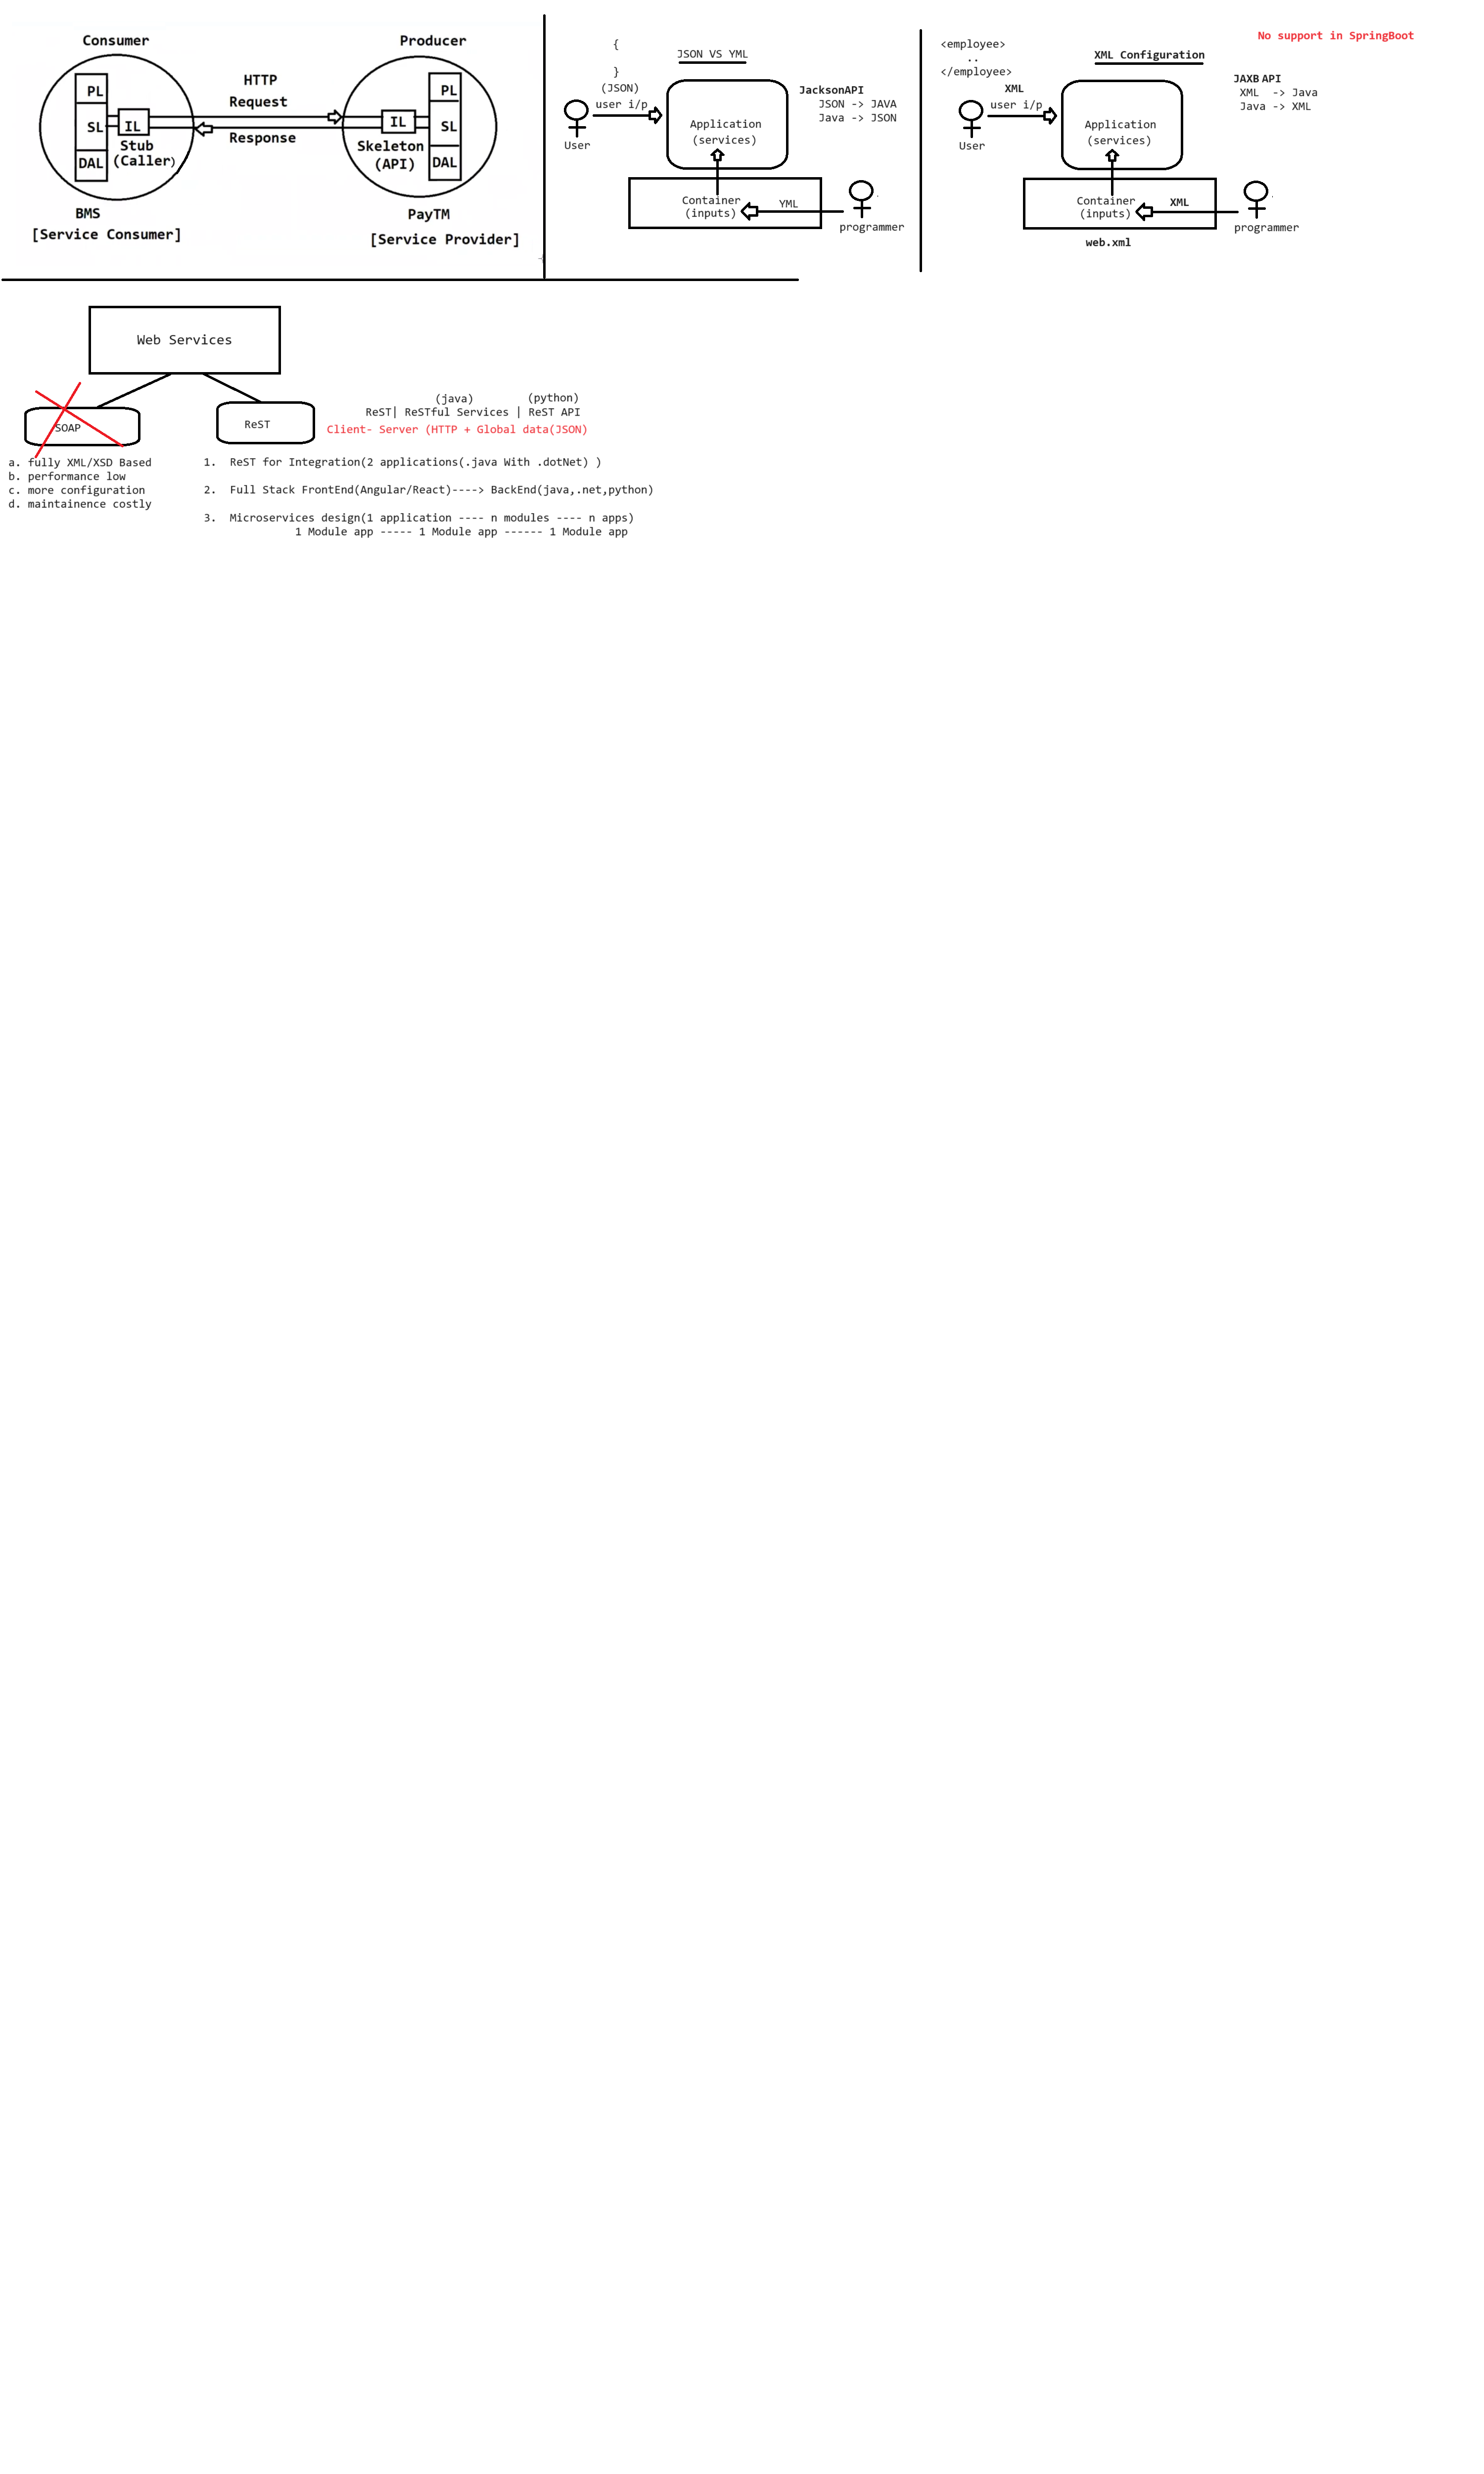 Consumer
Producer
HTTP
Request
Response
PL
SL
DAL
IL
Stub
(Caller)
PL
SL
DAL
IL
Skeleton
(API)
BMS
[Service Consumer]
PayTM
[Service Provider]
JSON VS YML
{
}
(JSON)
user i/p
User
Application
(services)
JacksonAPI
JSON -> JAVA
Java -> JSON
Container
(inputs)
YML
programmer
<employee>
..
</employee>
XML Configuration
No support in SpringBoot
XML
user i/p
User
Application
(services)
JAXB API
XML -> Java
Java -> XML
Container
(inputs)
XML
programmer
web.xml
Web Services
SOAP
ReST
(java) (python)
ReST| ReSTful Services | ReST API
Client- Server (HTTP + Global data(JSON)
a. fully XML/XSD Based
b. performance low
c. more configuration
d. maintainence costly
1. ReST for Integration(2 applications(.java With .dotNet) )
2. Full Stack FrontEnd(Angular/React)----> BackEnd(java,.net,python)
3. Microservices design(1 application ---- n modules ---- n apps)
1 Module app ----- 1 Module app ------ 1 Module app